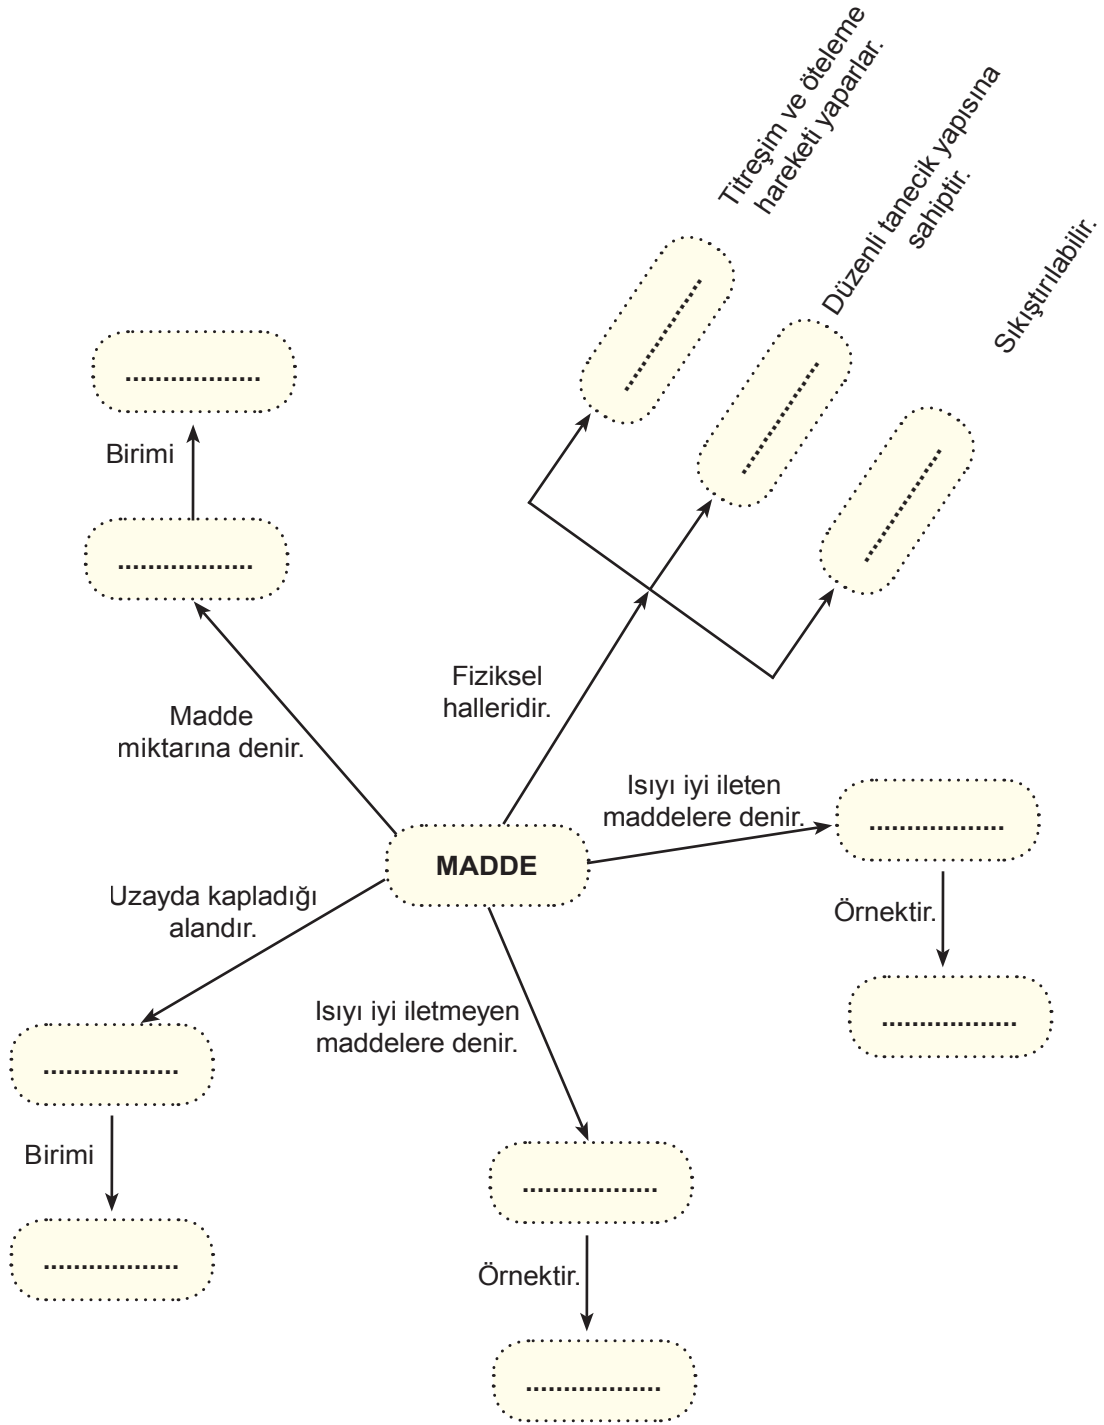 Titreşim ve öteleme
hareketi yaparlar.
Düzenli tanecik yapısına
sahiptir.
Sıkıştırılabilir.
..................
..................
..................
..................
Birimi
..................
Fiziksel
halleridir.
Madde
miktarına denir.
Isıyı iyi ileten
maddelere denir.
..................
MADDE
Uzayda kapladığı
alandır.
Örnektir.
..................
Isıyı iyi iletmeyen
maddelere denir.
..................
Birimi
..................
..................
Örnektir.
..................